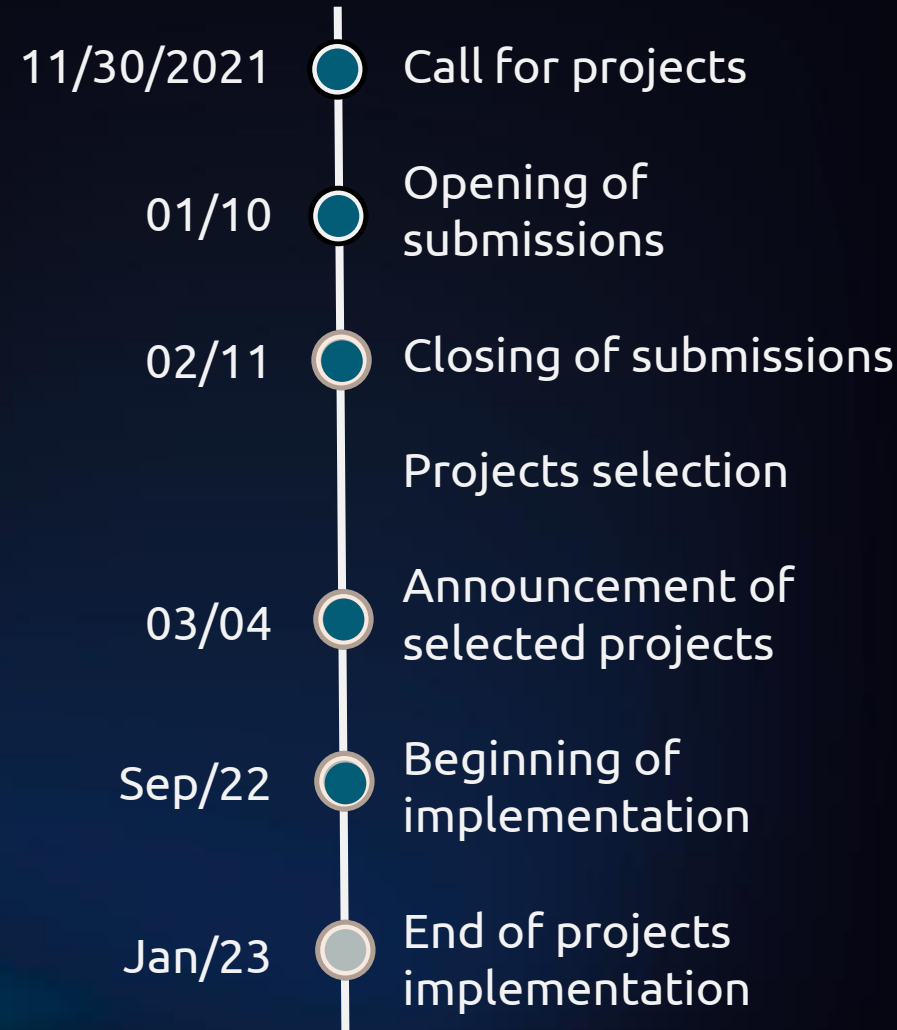 11/30/2021 Call for projects
01/10 Opening of
submissions
02/11 Closing of submissions
Projects selection
03/04 Announcement of
selected projects
Sep/22 Beginning of
implementation
Jan/23 End of projects
implementation